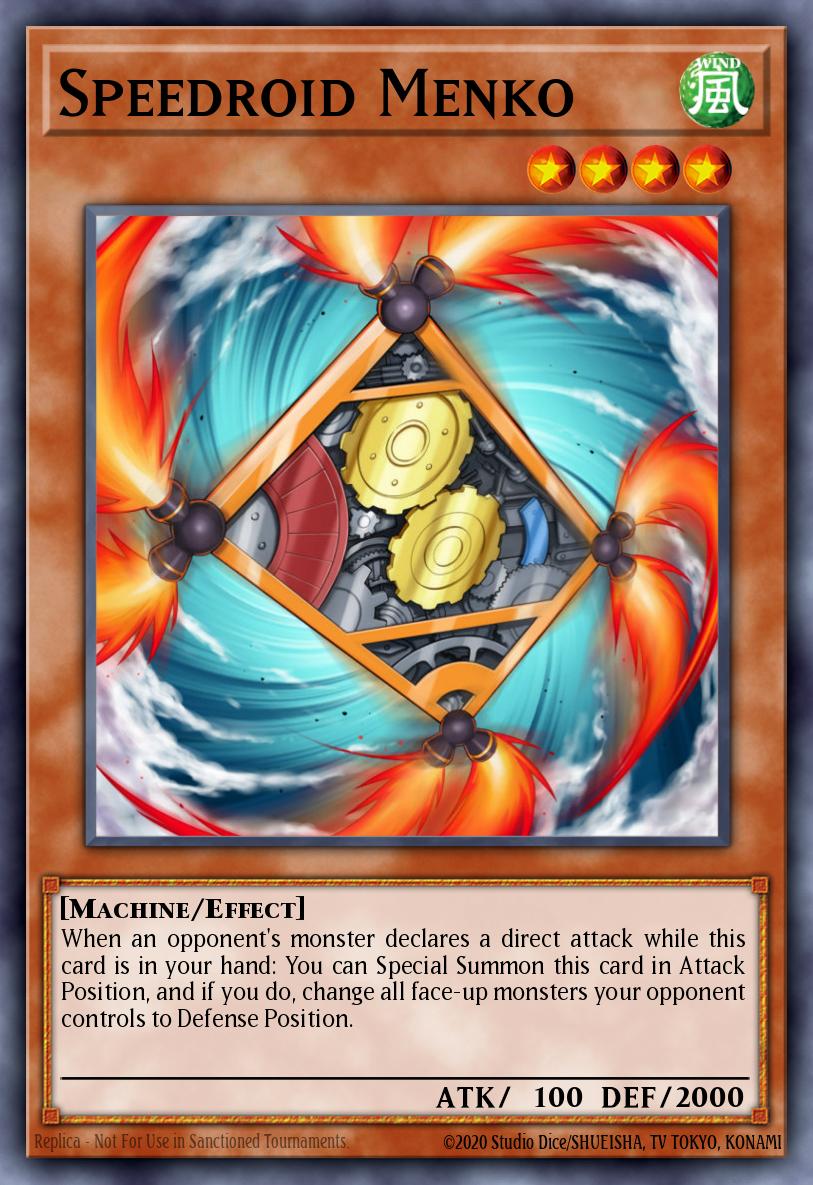 Speedroid Menko
WIND
風
[Machine/Effect]
When an opponent's monster declares a direct attack while this
card is in your hand: You can Special Summon this card in Attack
Position, and if you do, change all face-up monsters your opponent
controls to Defense Position.
ATK/ 100 DEF/2000
Replica - Not For Use in Sanctioned Tournaments.
©2020 Studio Dice/SHUEISHA, TV TOKYO, KONAMI